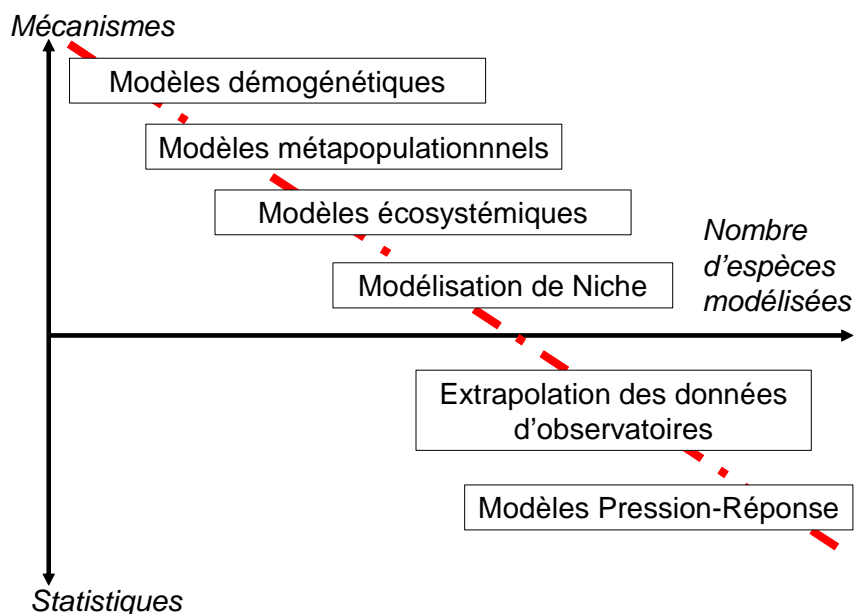 Mécanismes
Modèles démogénétiques
Modèles métapopulationnnels
Modèles écosystémiques
Nombre
d'espèces
modélisées
Modélisation de Niche
Extrapolation des données
d'observatoires
Modèles Pression-Réponse
Statistiques